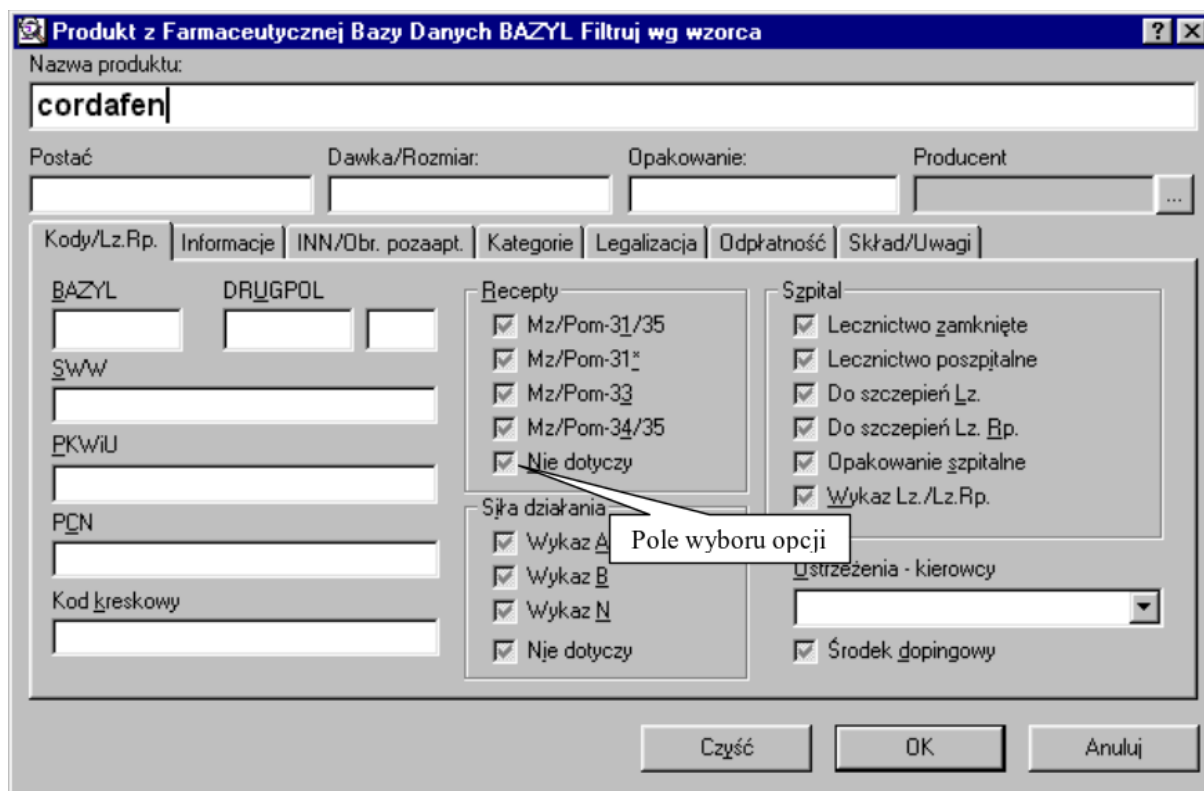 Produkt z Farmaceutycznej Bazy Danych BAZYL Filtruj wg wzorca
Nazwa produktu:
cordafen
Postać Dawka/Rozmiar: Opakowanie: Producent
...
Kody/Lz.Rp. Informacje INN/Obr. pozaapt. Kategorie Legalizacja Odpłatność Skład/Uwagi
BAZYL DRUGPOL
SWW
PKWiU
PCN
Kod kreskowy
Recepty
Mz/Pom-31/35
Mz/Pom-31*
Mz/Pom-33
Mz/Pom-34/35
Nie dotyczy
Siła działania
Wykaz A
Wykaz B
Wykaz N
Nie dotyczy
Szpital
Lecznictwo zamknięte
Lecznictwo poszpitalne
Do szczepień Lz.
Do szczepień Lz. Rp.
Opakowanie szpitalne
Wykaz Lz./Lz.Rp.
Pole wyboru opcji
Ostrzeżenia - kierowcy
Środek dopingowy
Czyść OK Anuluj